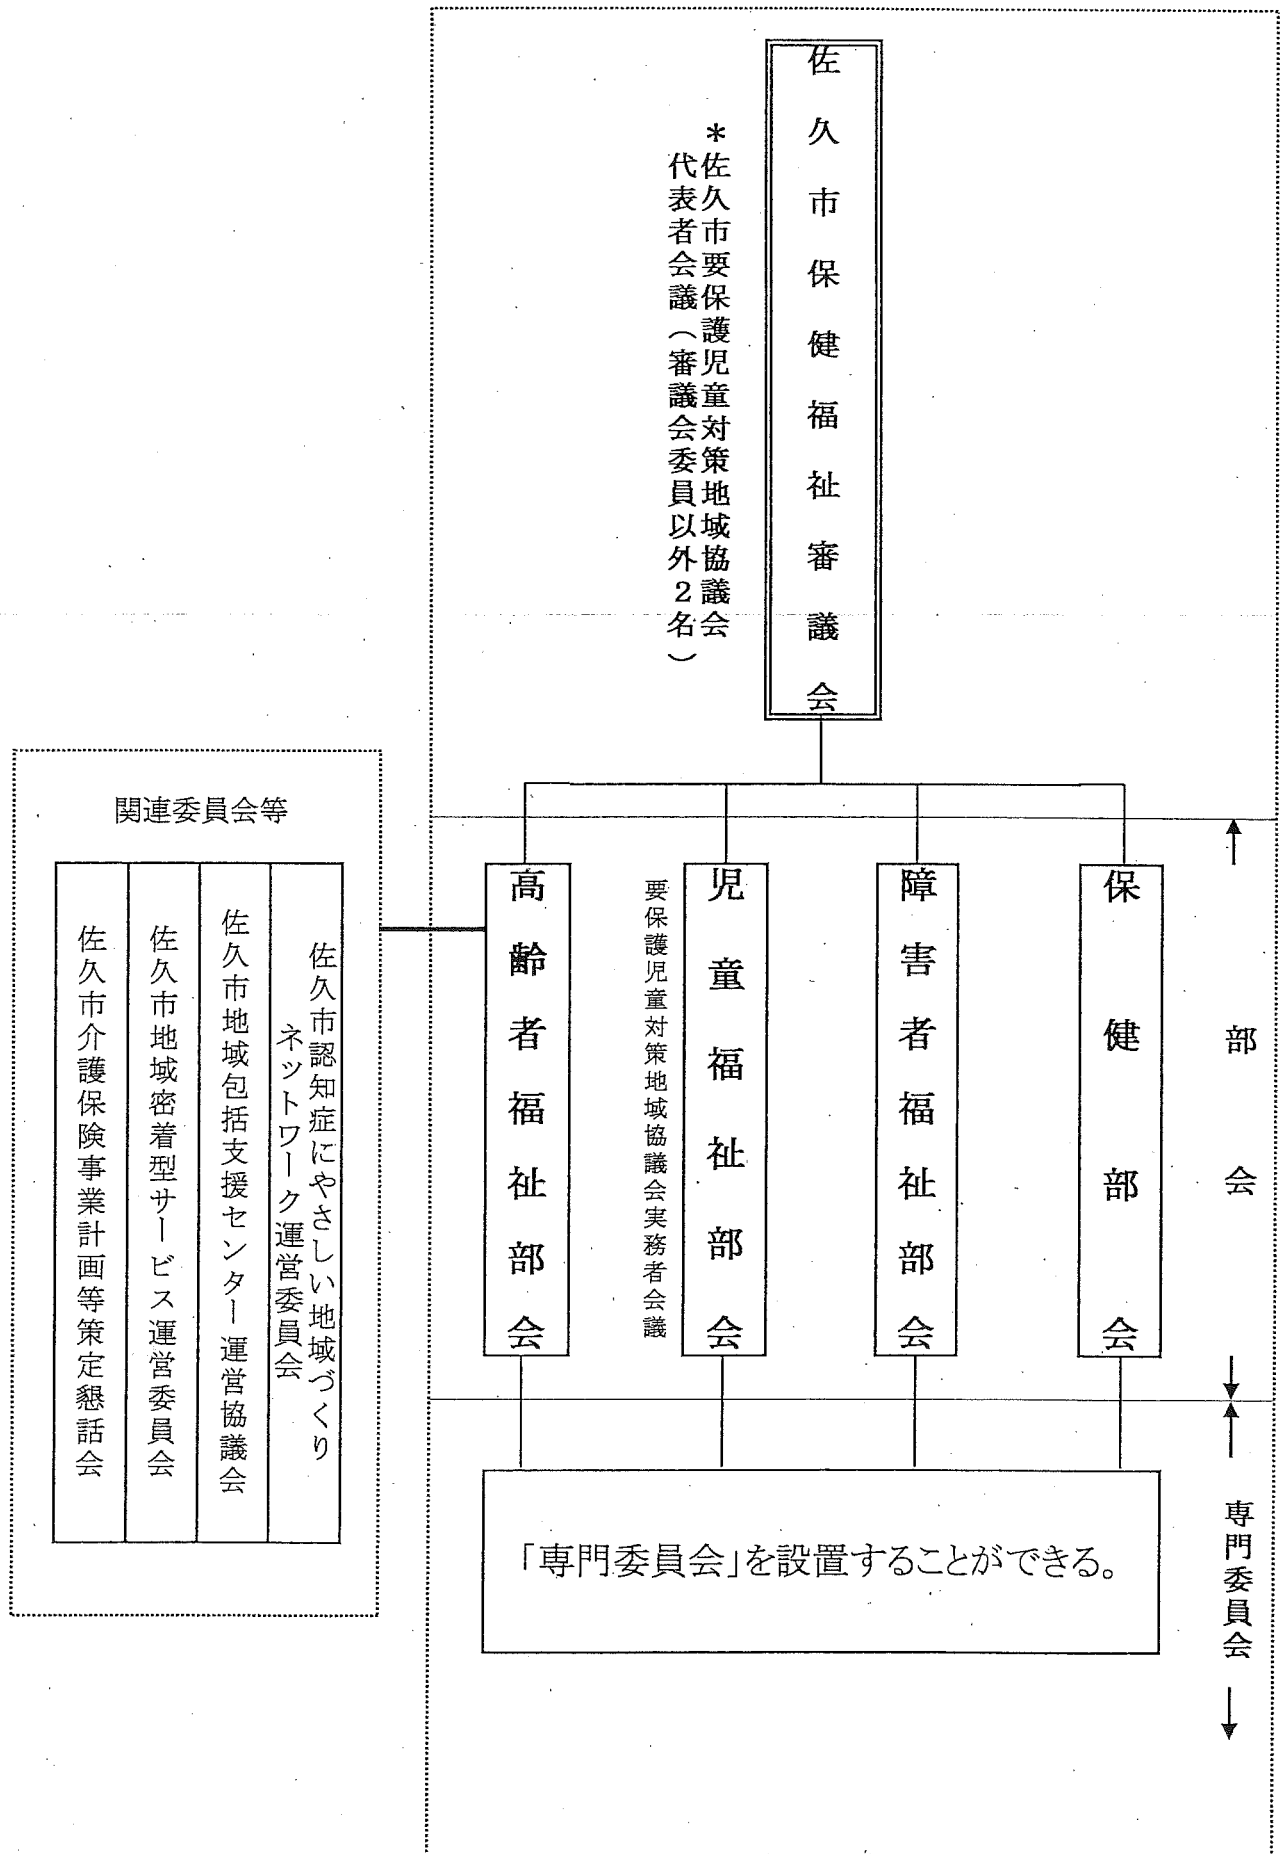 佐久市保健福祉審議会
＊佐久市要保護児童対策地域協議会
代表者会議（審議会委員以外２名）
部会
保健部会
障害者福祉部会
児童福祉部会
要保護児童対策地域協議会実務者会議
高齢者福祉部会
専門委員会
「専門委員会」を設置することができる。
関連委員会等
佐久市認知症にやさしい地域づくり
ネットワーク運営委員会
佐久市地域包括支援センター運営協議会
佐久市地域密着型サービス運営委員会
佐久市介護保険事業計画等策定懇話会